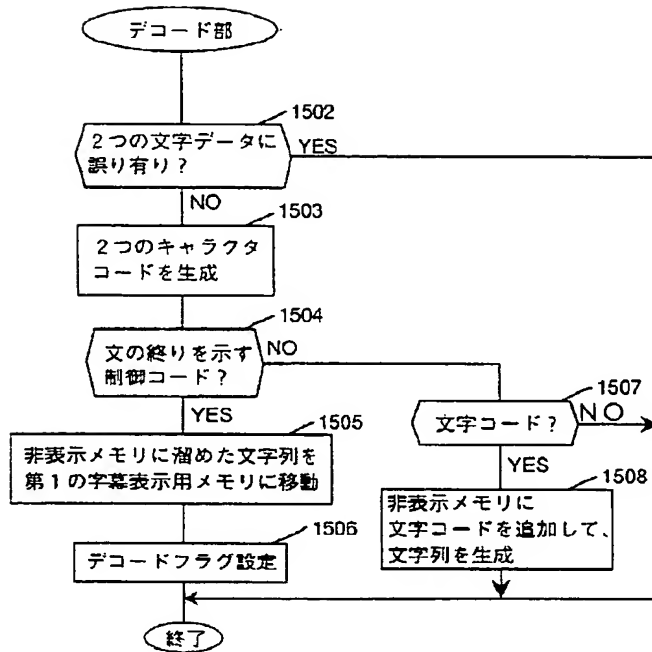 デコード部
1502
2つの文字データに
誤り有り?
YES
NO
1503
2つのキャラクタ
コードを生成
1504
文の終りを示す
制御コード?
NO
YES
1507
文字コード?
NO
YES
1505
非表示メモリに溜めた文字列を
第1の字幕表示用メモリに移動
1508
非表示メモリに
文字コードを追加して、
文字列を生成
1506
デコードフラグ設定
終了